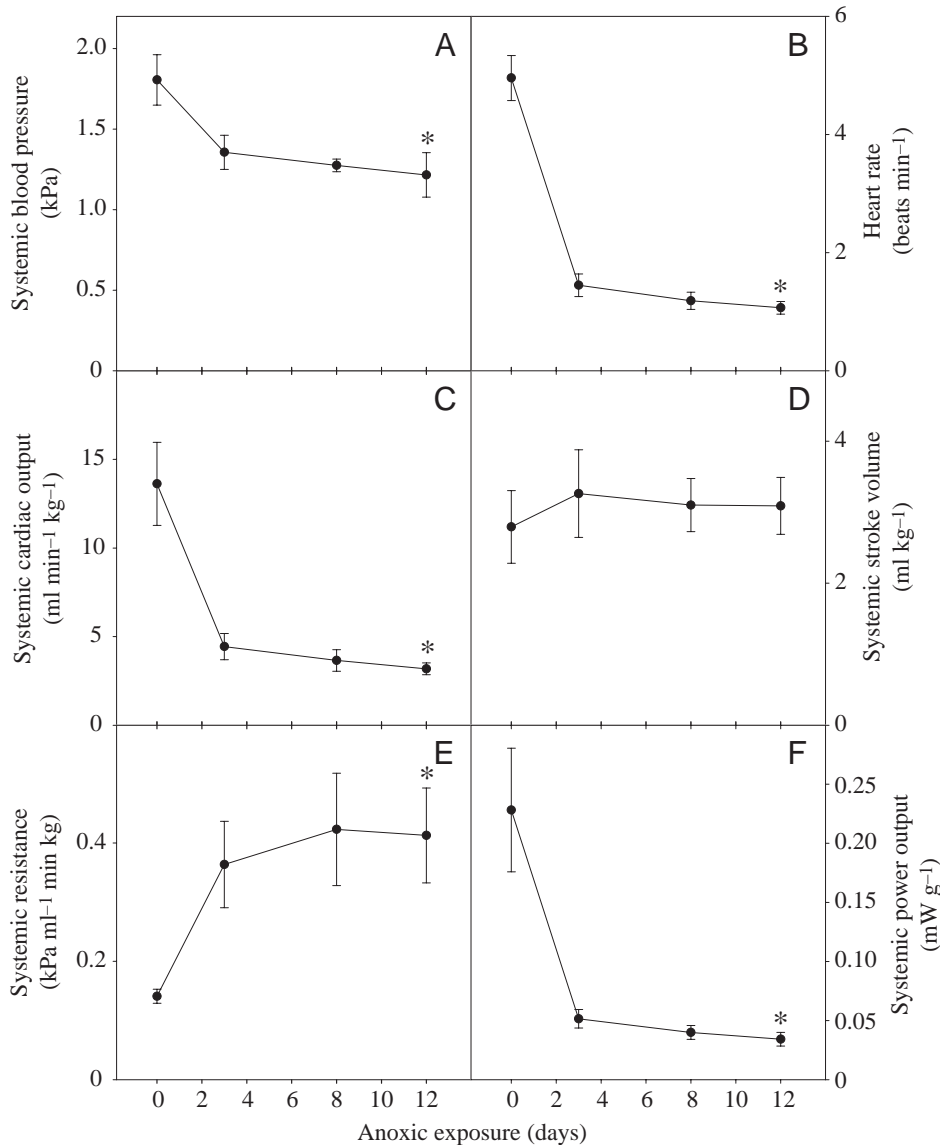 A
B
Systemic blood pressure
(kPa)
2.0
1.5
1.0
0.5
0
*
6
4
2
0
*
Heart rate
(beats min–1)
C
D
Systemic cardiac output
(ml min–1 kg–1)
15
10
5
0
*
4
2
0
Systemic stroke volume
(ml kg–1)
E
F
Systemic resistance
(kPa ml–1 min kg)
0.4
0.2
0
*
0.25
0.20
0.15
0.10
0.05
0
*
Systemic power output
(mW g–1)
0 2 4 6 8 10 12
0 2 4 6 8 10 12
Anoxic exposure (days)